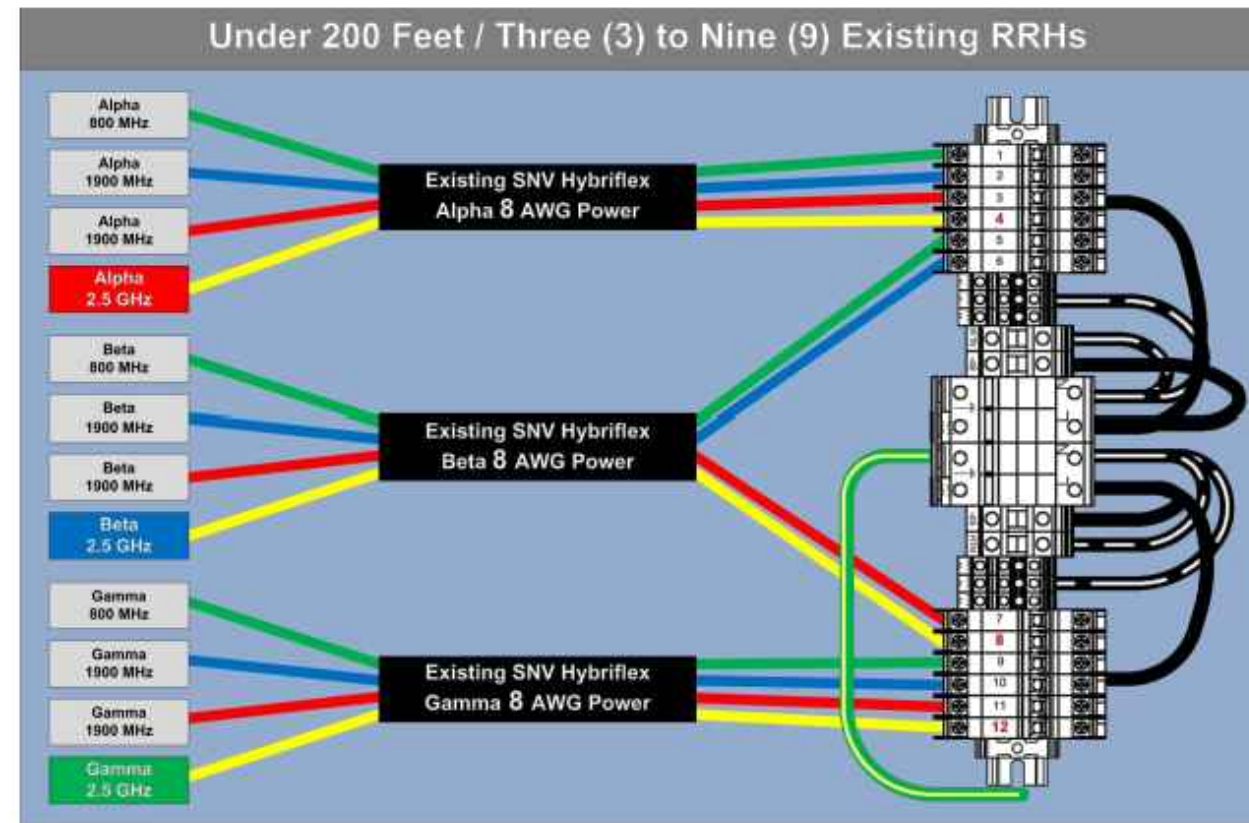 Under 200 Feet / Three (3) to Nine (9) Existing RRHs
Alpha
800 MHz
Alpha
1900 MHz
Alpha
1900 MHz
Alpha
2.5 GHz
Existing SNV Hybriflex
Alpha 8 AWG Power
Beta
800 MHz
Beta
1900 MHz
Beta
1900 MHz
Beta
2.5 GHz
Existing SNV Hybriflex
Beta 8 AWG Power
Gamma
800 MHz
Gamma
1900 MHz
Gamma
1900 MHz
Gamma
2.5 GHz
Existing SNV Hybriflex
Gamma 8 AWG Power
1
2
3
4
5
6
7
8
9
10
11
12